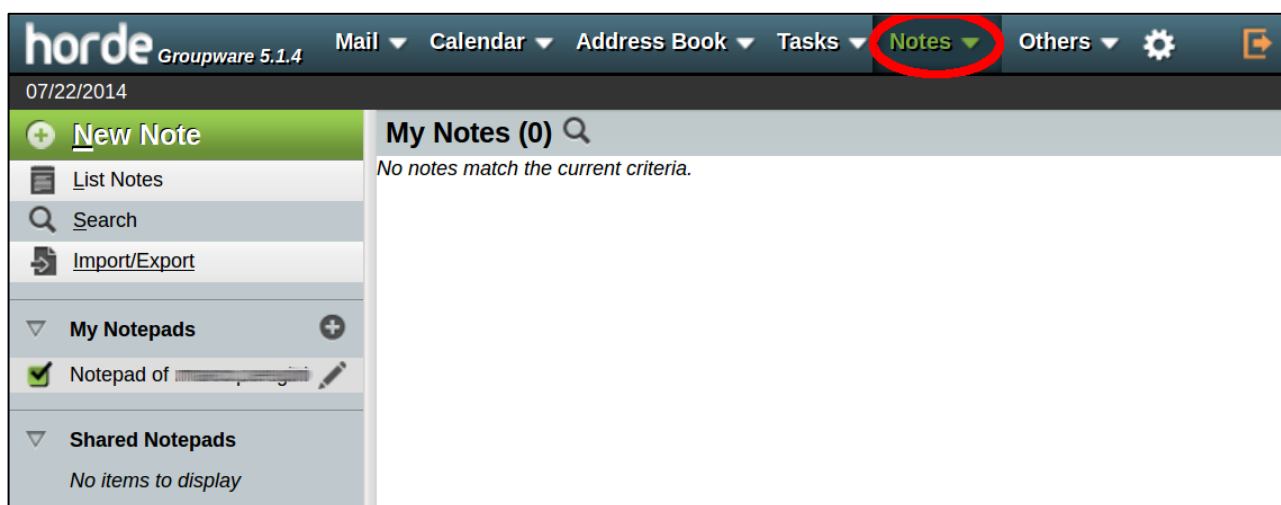 horde Groupware 5.1.4 Mail Calendar Address Book Tasks Notes Others
07/22/2014
New Note
My Notes (0)
List Notes
No notes match the current criteria.
Search
Import/Export
My Notepads
Notepad of
Shared Notepads
No items to display